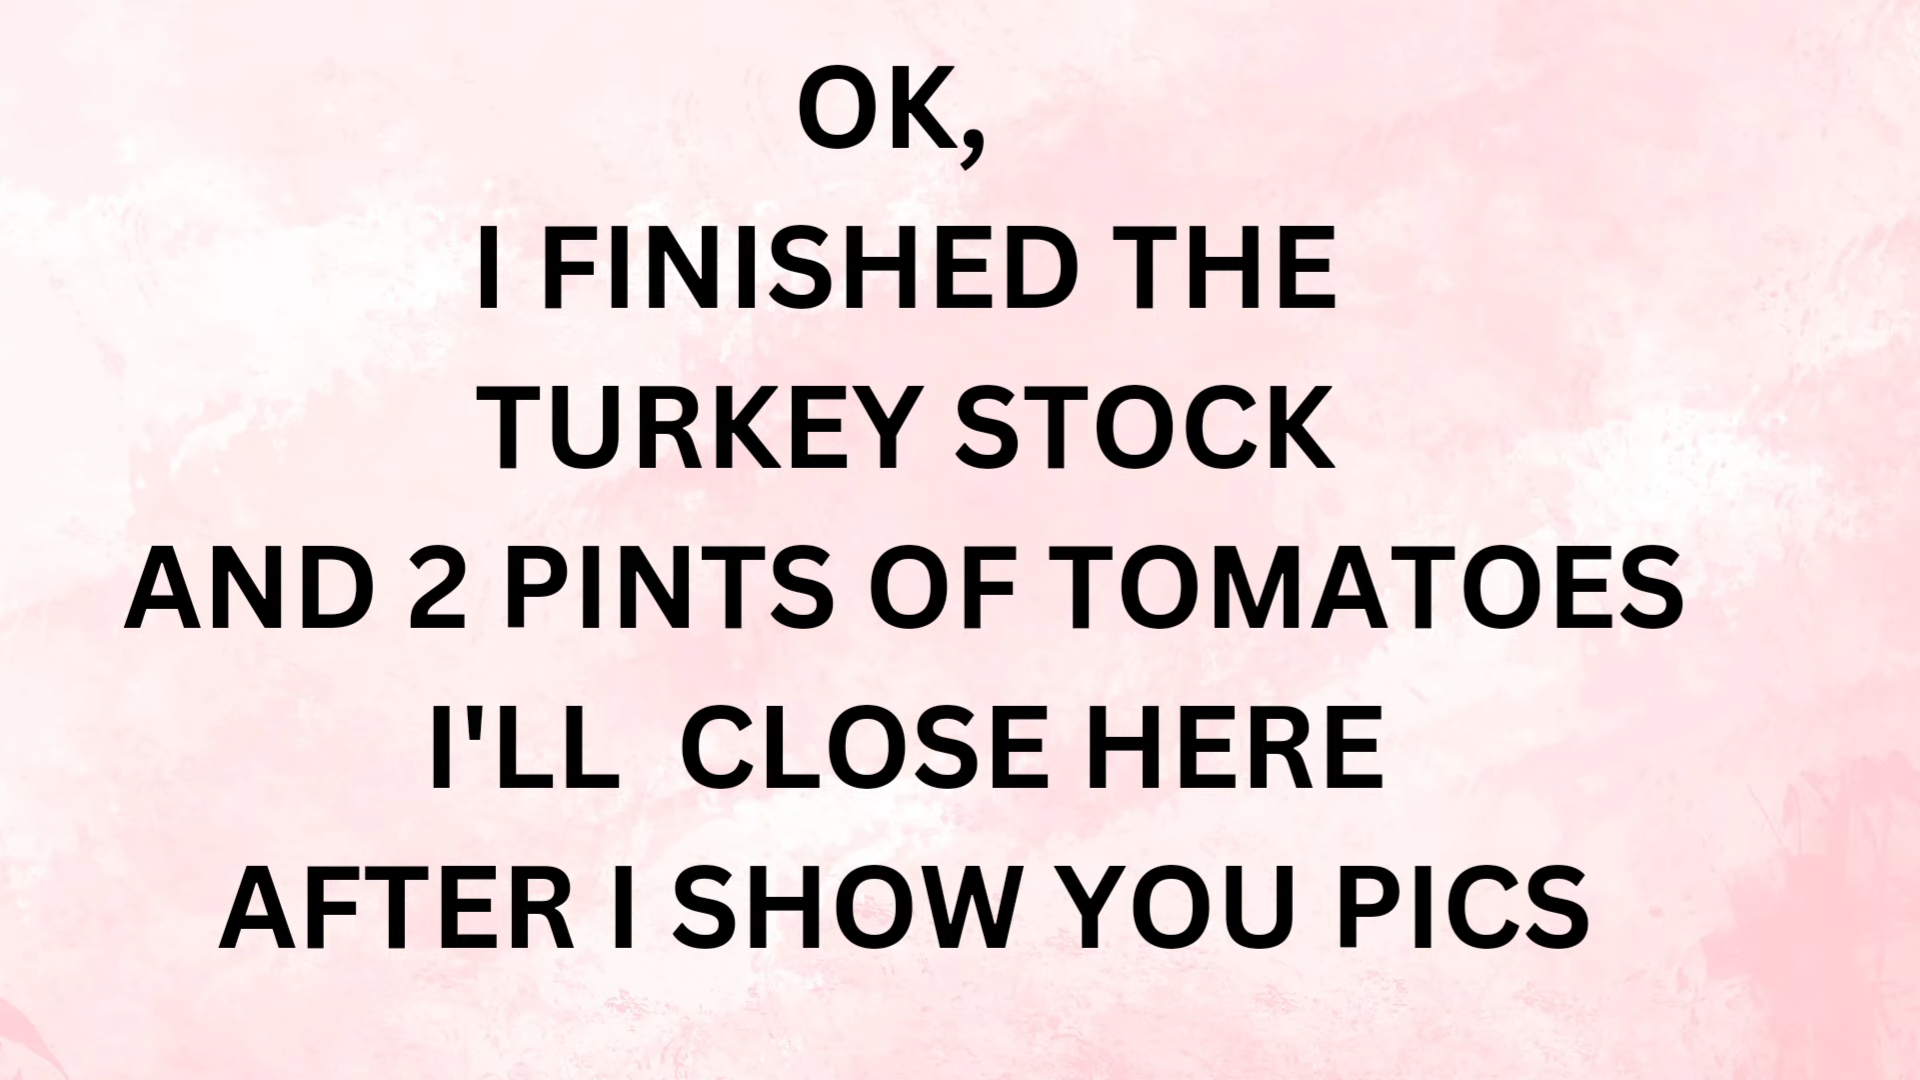 OK,
I FINISHED THE
TURKEY STOCK
AND 2 PINTS OF TOMATOES
I'LL  CLOSE HERE
AFTER I SHOW YOU PICS